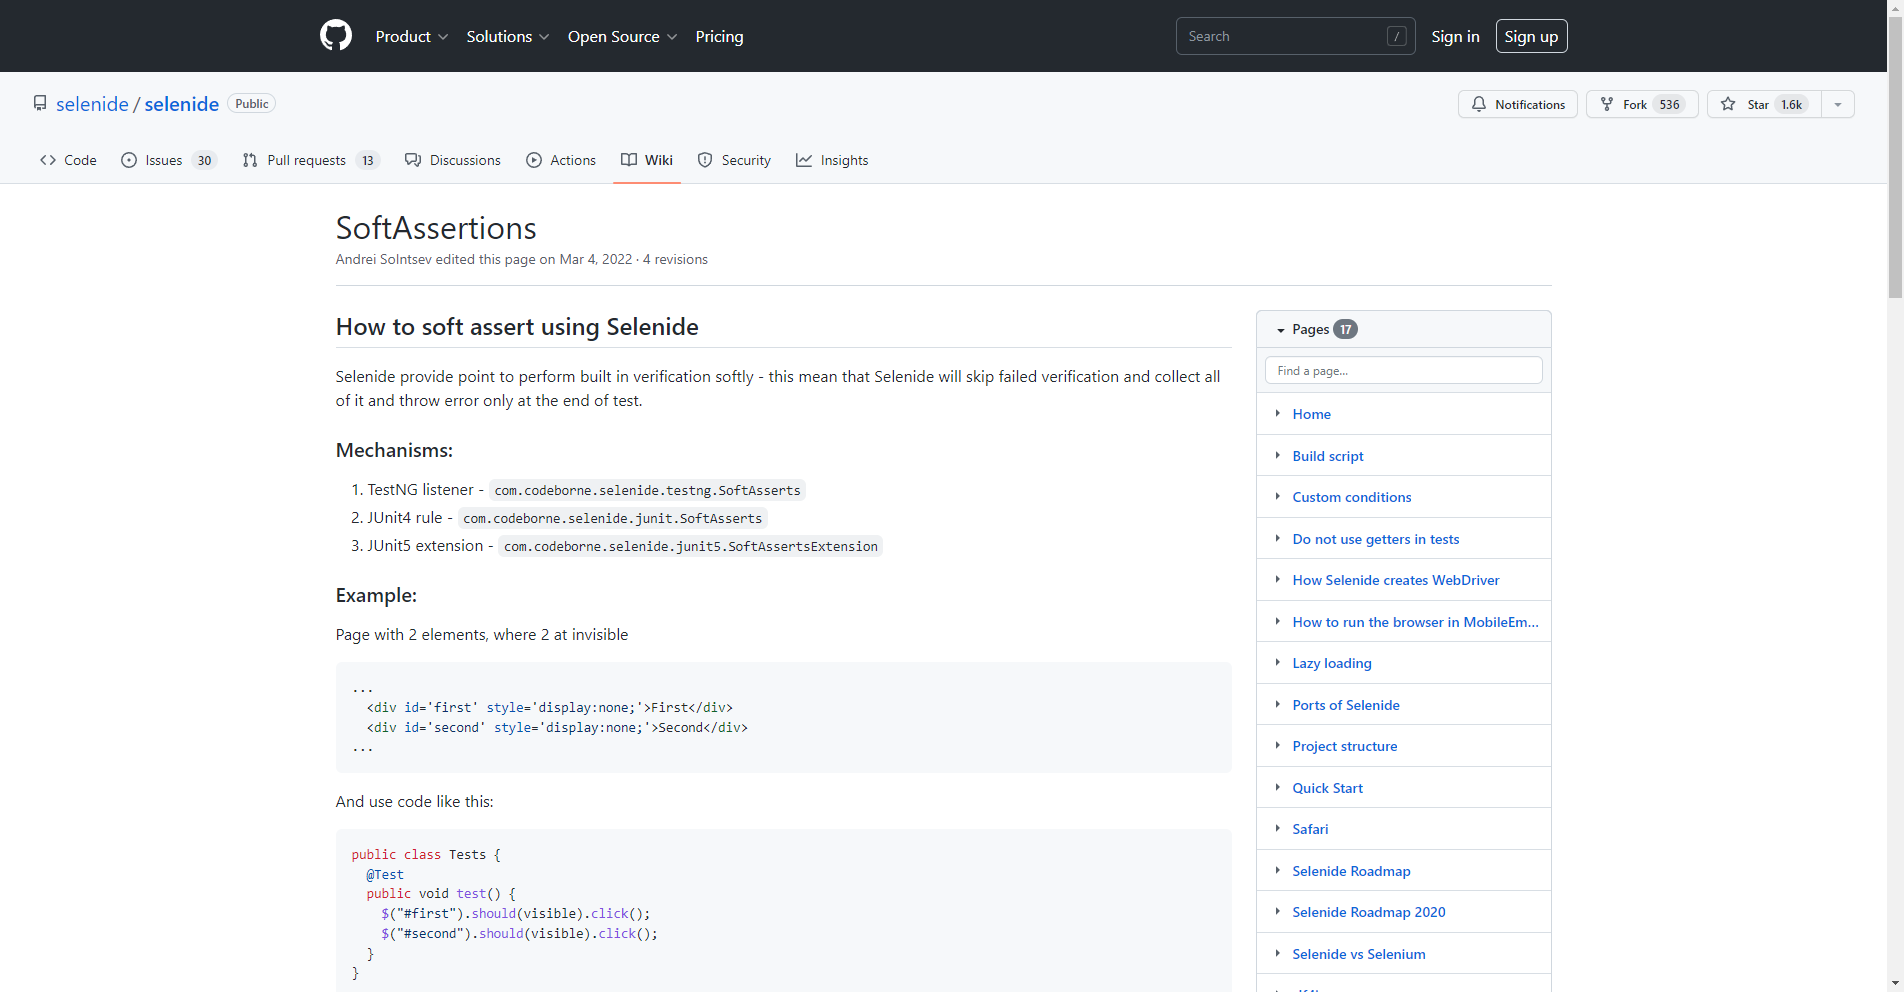 Product Solutions Open Source Pricing Search / Sign in Sign up
selenide / selenide Public Notifications Fork 536 Star 1.6k
Code Issues 30 Pull requests 13 Discussions Actions Wiki Security Insights
SoftAssertions
Andrei Solntsev edited this page on Mar 4, 2022 · 4 revisions
How to soft assert using Selenide
Selenide provide point to perform built in verification softly - this mean that Selenide will skip failed verification and collect all
of it and throw error only at the end of test.
Mechanisms:
1. TestNG listener - com.codeborne.selenide.testng.SoftAsserts
2. JUnit4 rule - com.codeborne.selenide.junit.SoftAsserts
3. JUnit5 extension - com.codeborne.selenide.junit5.SoftAssertsExtension
Example:
Page with 2 elements, where 2 at invisible
...
<div id='first' style='display:none;'>First</div>
<div id='second' style='display:none;'>Second</div>
...
And use code like this:
public class Tests {
@Test
public void test() {
$("#first").should(visible).click();
$("#second").should(visible).click();
}
}
Pages 17
Find a page...
Home
Build script
Custom conditions
Do not use getters in tests
How Selenide creates WebDriver
How to run the browser in MobileEm...
Lazy loading
Ports of Selenide
Project structure
Quick Start
Safari
Selenide Roadmap
Selenide Roadmap 2020
Selenide vs Selenium